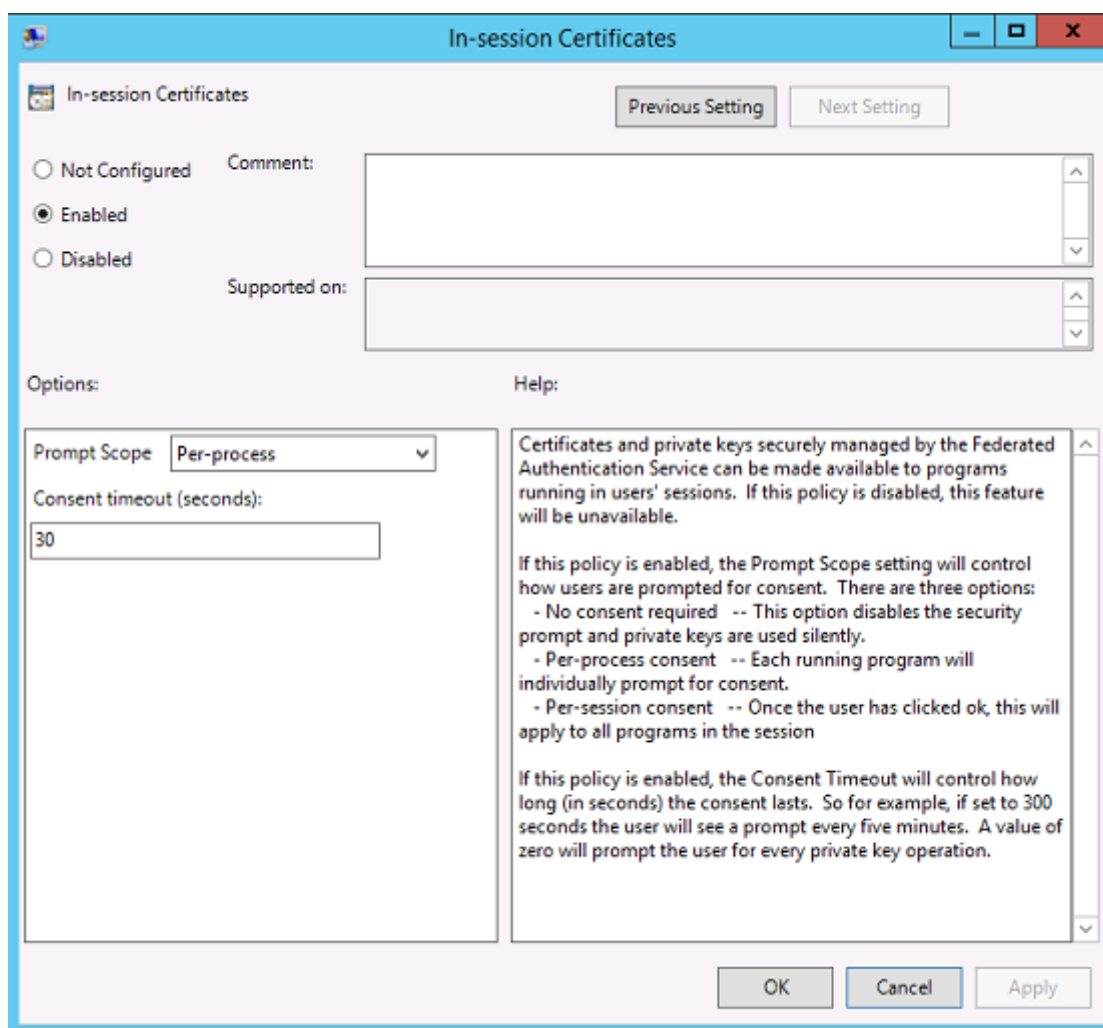 In-session Certificates
In-session Certificates
Previous Setting
Next Setting
Not Configured
Comment:
Enabled
Disabled
Supported on:
Options:
Help:
Prompt Scope
Per-process
Consent timeout (seconds):
30
Certificates and private keys securely managed by the Federated
Authentication Service can be made available to programs
running in users' sessions.  If this policy is disabled, this feature
will be unavailable.
If this policy is enabled, the Prompt Scope setting will control
how users are prompted for consent.  There are three options:
- No consent required  -- This option disables the security
prompt and private keys are used silently.
- Per-process consent  -- Each running program will
individually prompt for consent.
- Per-session consent  -- Once the user has clicked ok, this will
apply to all programs in the session
If this policy is enabled, the Consent Timeout will control how
long (in seconds) the consent lasts.  So for example, if set to 300
seconds the user will see a prompt every five minutes.  A value of
zero will prompt the user for every private key operation.
OK
Cancel
Apply